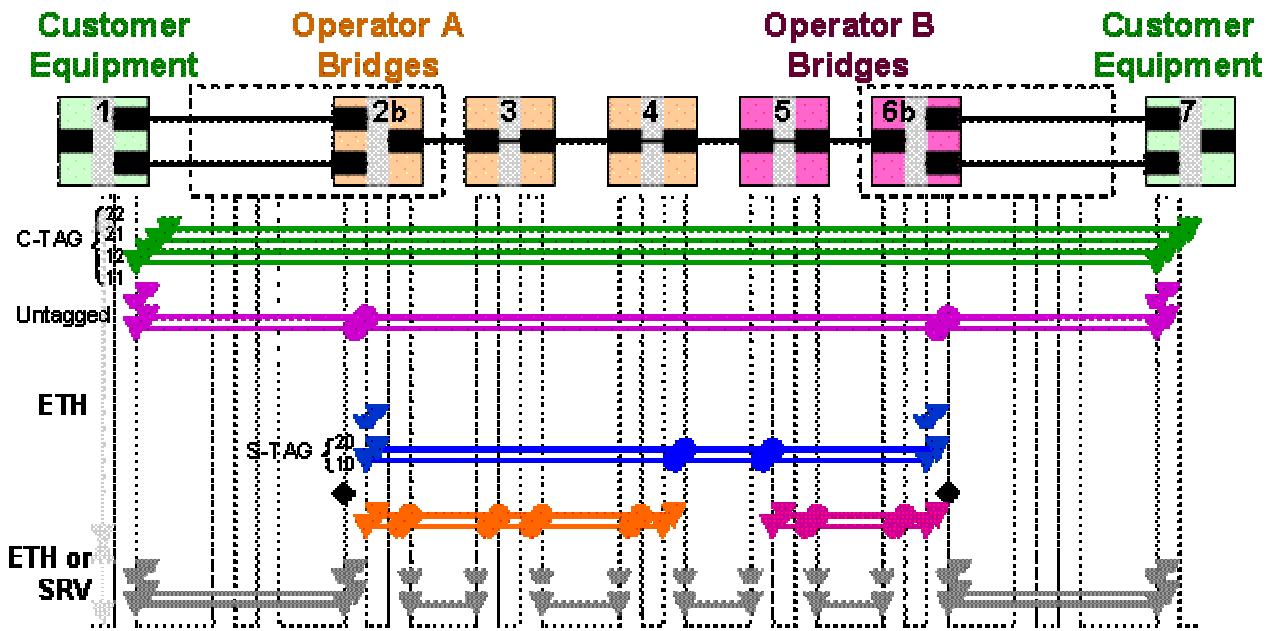 Customer
Equipment
Operator A
Bridges
Operator B
Bridges
Customer
Equipment
1
2b
3
4
5
6b
7
C-TAG
22
21
12
11
Untagged
ETH
S-TAG
20
10
ETH or
SRV